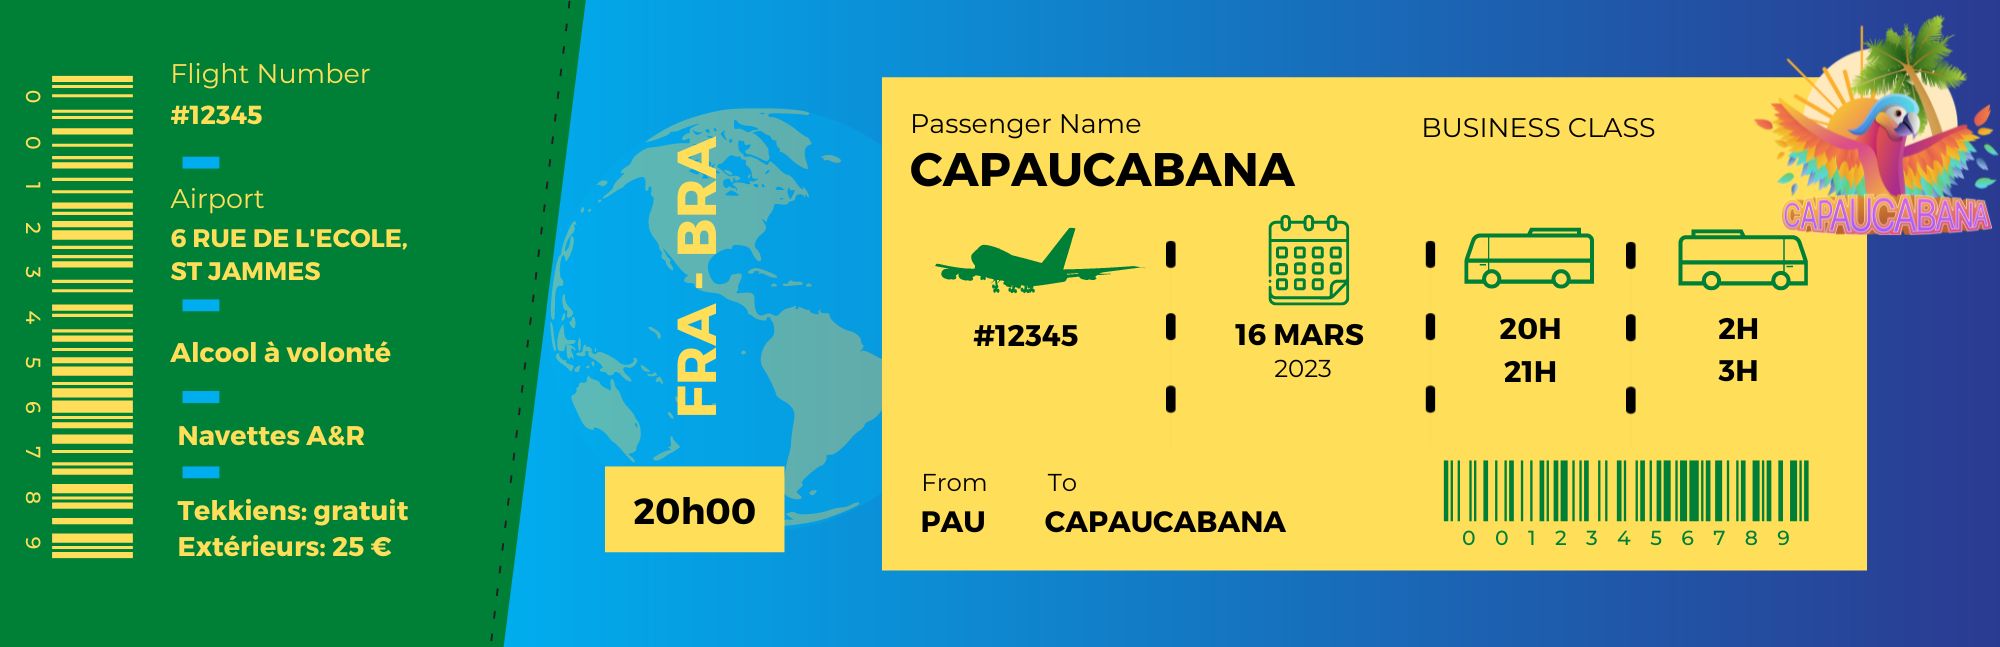 0 0 1 2 3 4 5 6 7 8 9
Flight Number
#12345
Airport
6 RUE DE L'ECOLE,
ST JAMMES
Alcool à volonté
Navettes A&R
Tekkiens: gratuit
Extérieurs: 25 €
FRA - BRA
20h00
Passenger Name
CAPAUCABANA
BUSINESS CLASS
CAPAUCABANA
#12345
16 MARS
2023
20H
21H
2H
3H
From
PAU
To
CAPAUCABANA
0 0 1 2 3 4 5 6 7 8 9